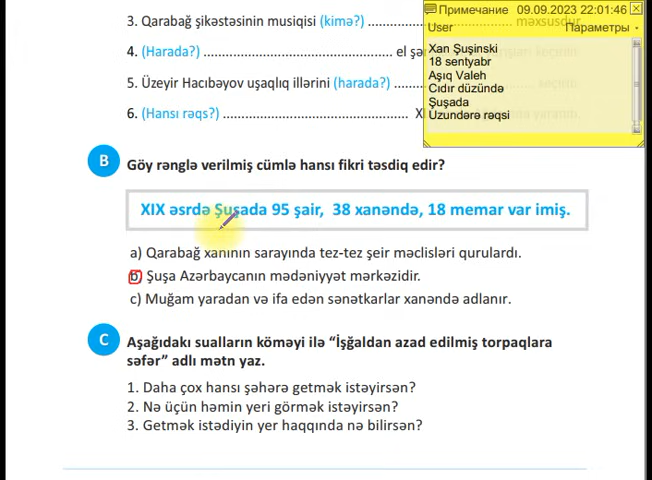 3. Qarabağ şikəstəsinin musiqisi (kimə?) ........................................ məxsusdur.
4. (Harada?) ................................................ el şə
5. Üzeyir Hacıbəyov uşaqlıq illərini (harada?)
6. (Hansı rəqs?) ............................................... XI
Примечание 09.09.2023 22:01:46
User Параметры
Xan Şuşinski
18 sentyabr
Aşıq Valeh
Cıdır düzündə
Şuşada
Uzundərə rəqsi
B Göy rənglə verilmiş cümlə hansı fikri təsdiq edir?
XIX əsrdə Şuşada 95 şair, 38 xanəndə, 18 memar var imiş.
a) Qarabağ xanının sarayında tez-tez şeir məclisləri qurulardı.
b) Şuşa Azərbaycanın mədəniyyət mərkəzidir.
c) Muğam yaradan və ifa edən sənətkarlar xanəndə adlanır.
C Aşağıdakı sualların köməyi ilə “İşğaldan azad edilmiş torpaqlara
səfər” adlı mətn yaz.
1. Daha çox hansı şəhərə getmək istəyirsən?
2. Nə üçün həmin yeri görmək istəyirsən?
3. Getmək istədiyin yer haqqında nə bilirsən?